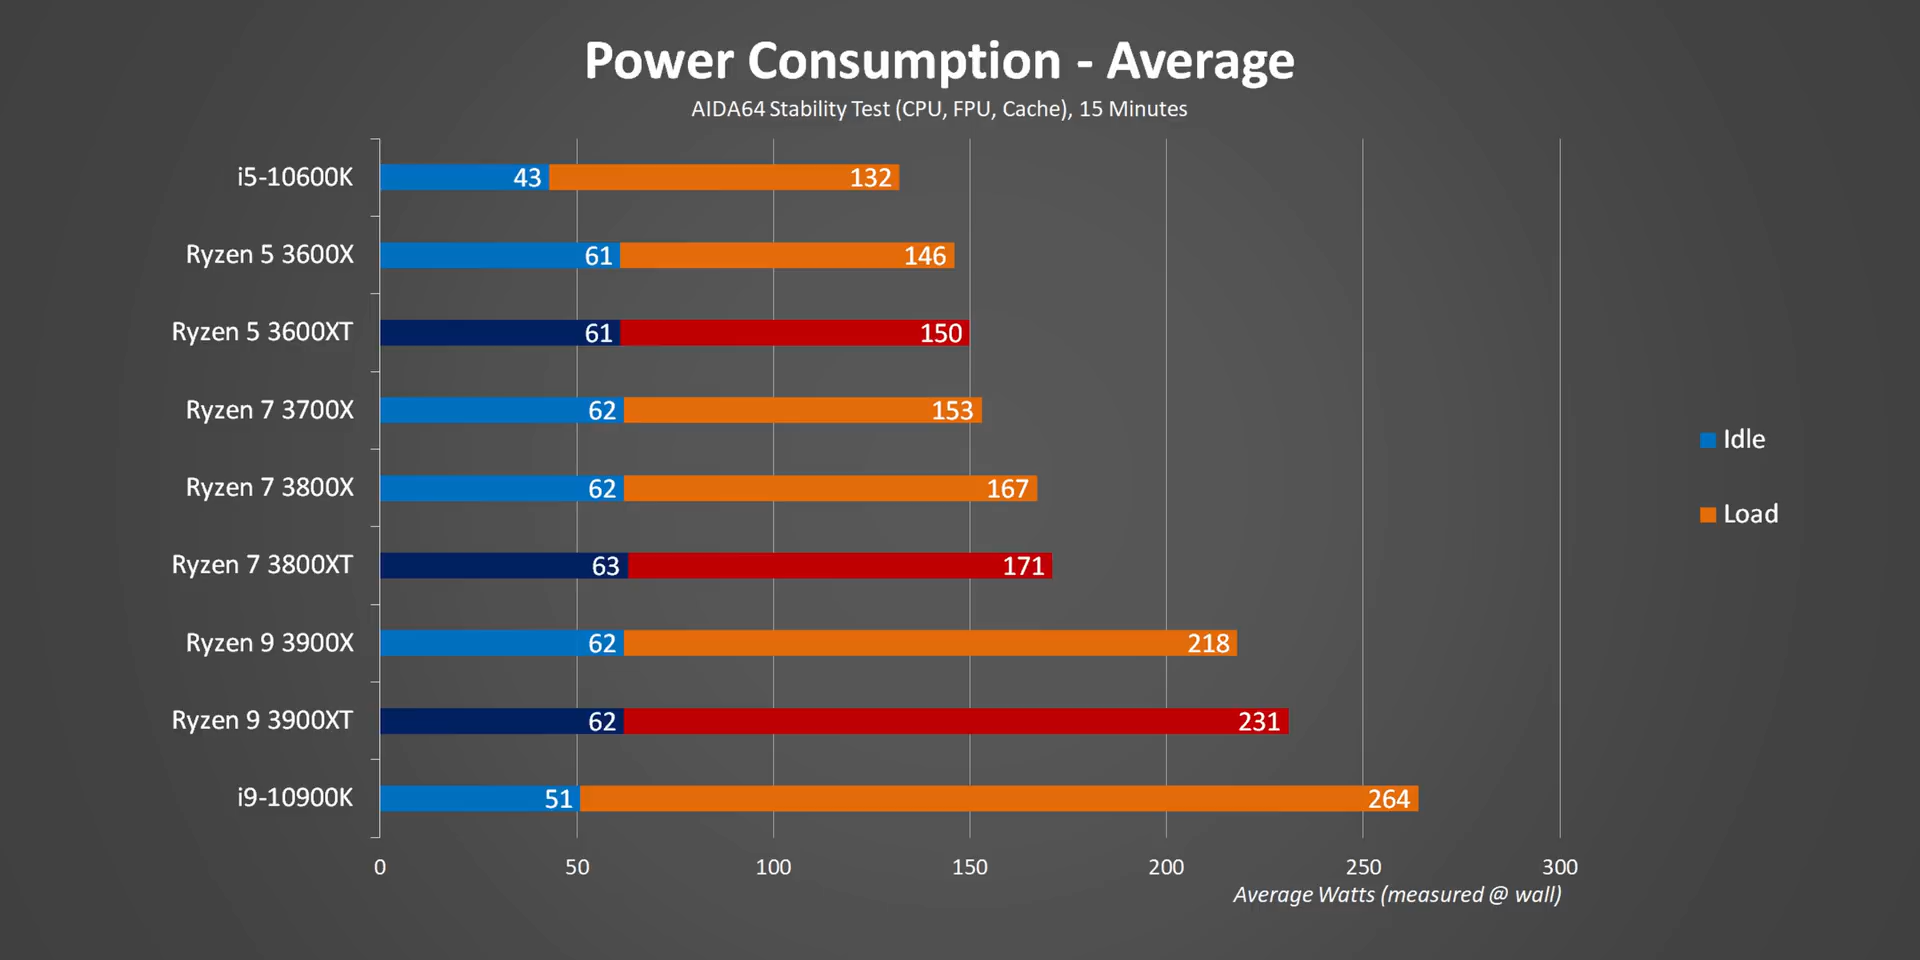 Power Consumption - Average
AIDA64 Stability Test (CPU, FPU, Cache), 15 Minutes
i5-10600K 43 132
Ryzen 5 3600X 61 146
Ryzen 5 3600XT 61 150
Ryzen 7 3700X 62 153
Ryzen 7 3800X 62 167
Ryzen 7 3800XT 63 171
Ryzen 9 3900X 62 218
Ryzen 9 3900XT 62 231
i9-10900K 51 264
0 50 100 150 200 250 300
Average Watts (measured @ wall)
Idle
Load